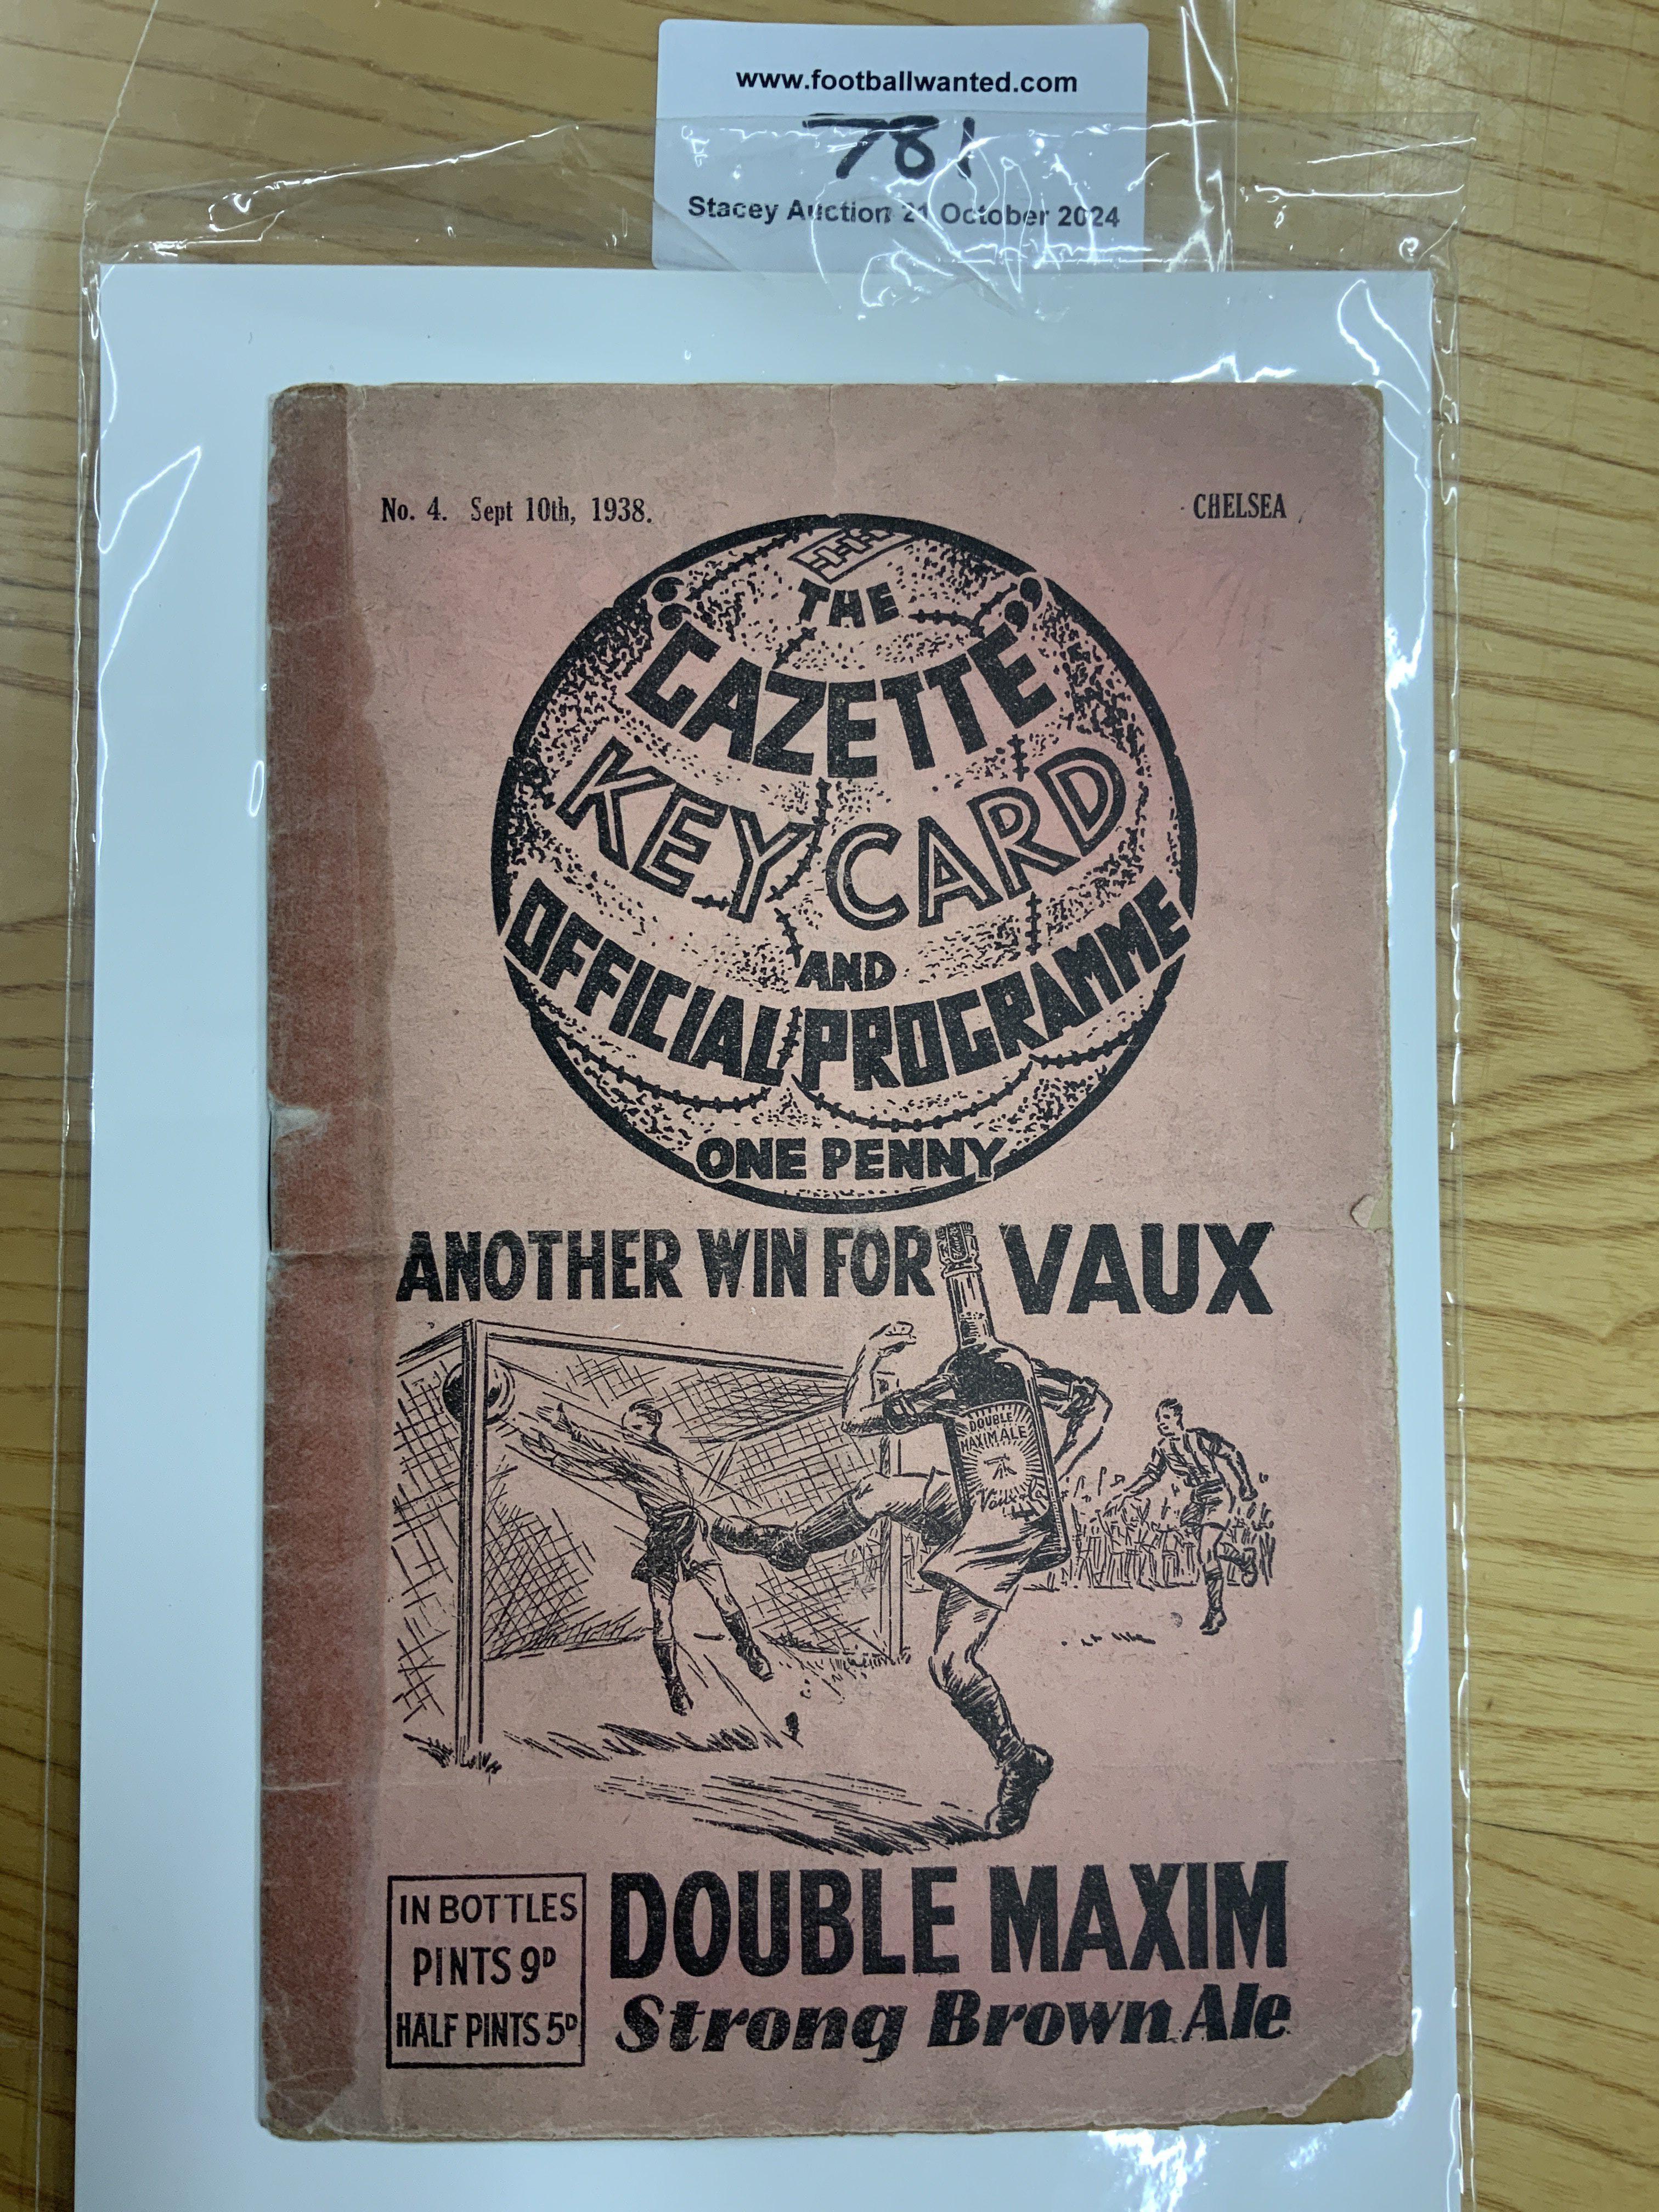 www.footballwanted.com
781
Stacey Auction 21 October 2024
No. 4. Sept 10th, 1938.
CHELSEA
THE
"GAZETTE"
KEY CARD
AND
OFFICIAL PROGRAMME
ONE PENNY
ANOTHER WIN FOR VAUX
DOUBLE
MAXIM ALE
Vaux
IN BOTTLES
PINTS 9D
HALF PINTS 5D
DOUBLE MAXIM
Strong Brown Ale